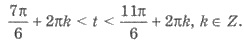 7π/6 + 2πk < t < 11π/6 + 2πk, k ∈ Z.